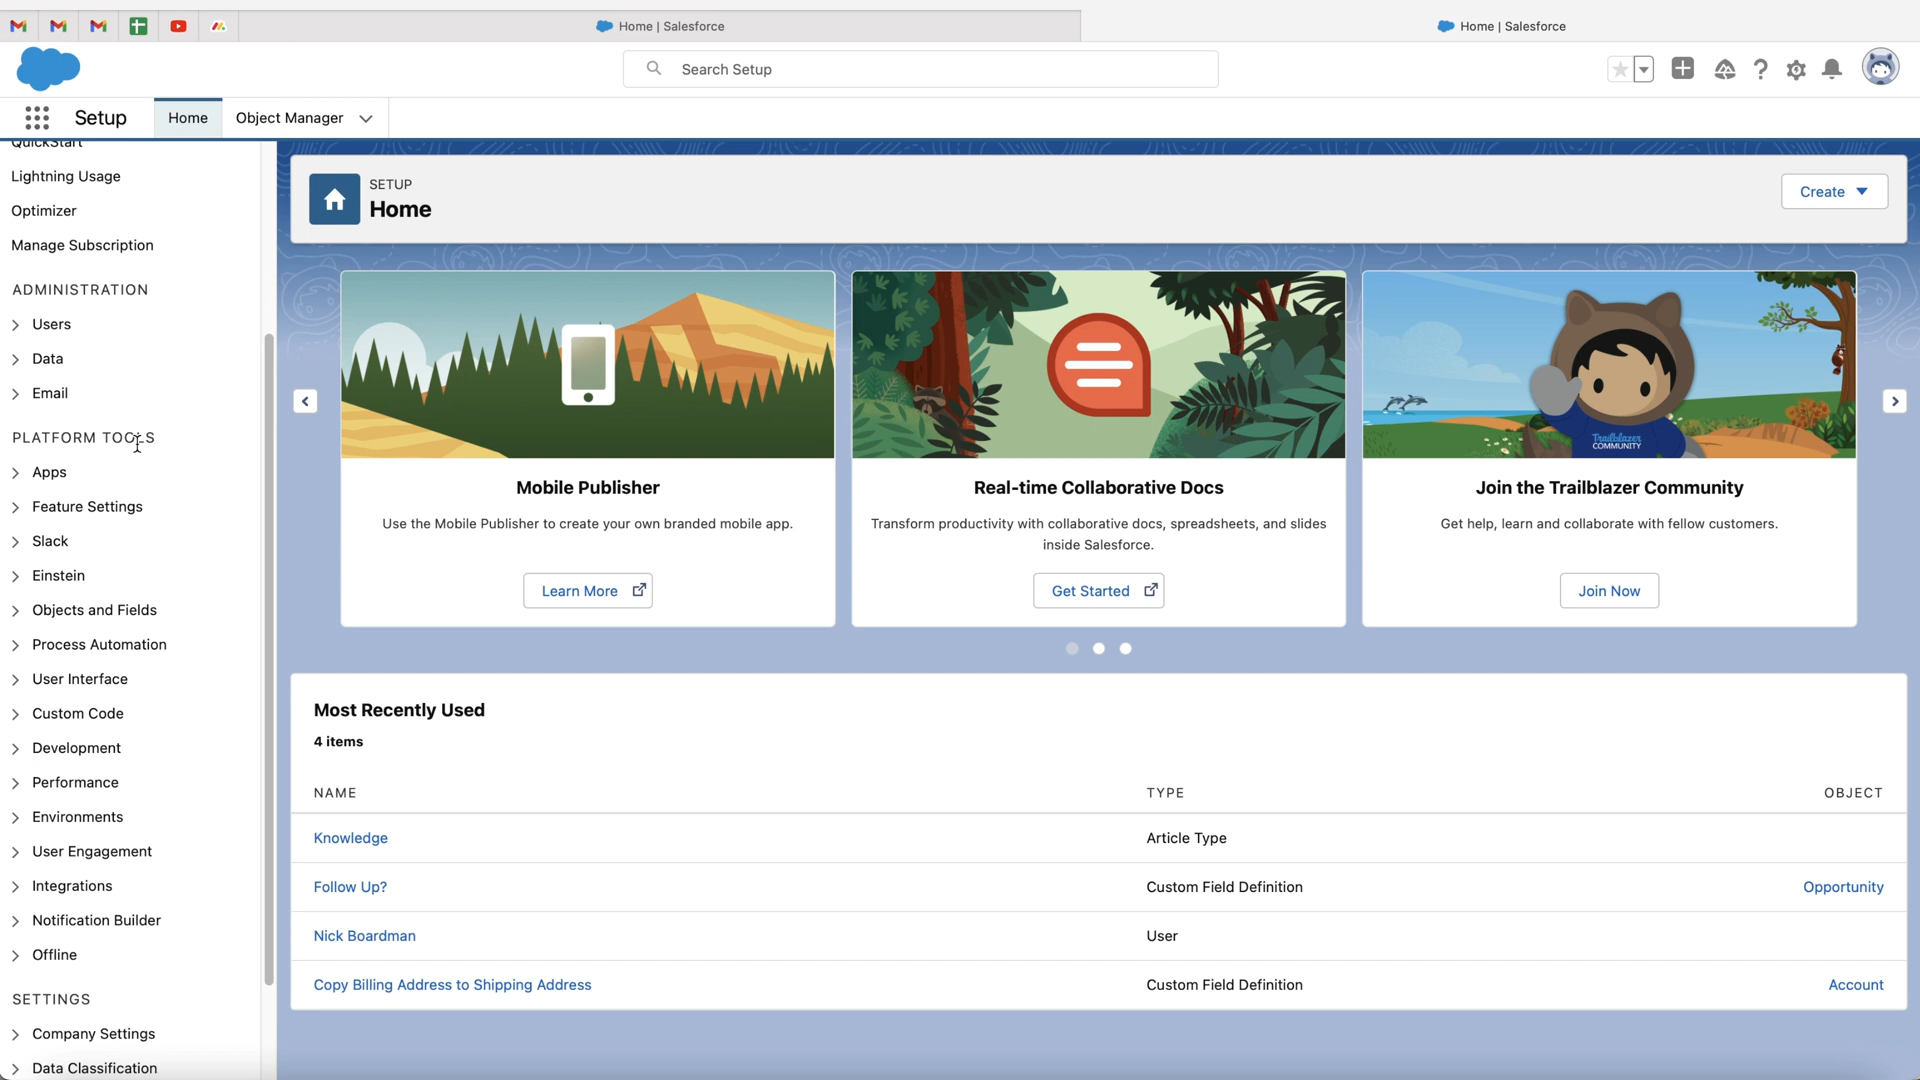 Home | Salesforce
Home | Salesforce
Search Setup
Setup
Home
Object Manager
QuickStart
Lightning Usage
Optimizer
Manage Subscription
ADMINISTRATION
Users
Data
Email
PLATFORM TOOLS
Apps
Feature Settings
Slack
Einstein
Objects and Fields
Process Automation
User Interface
Custom Code
Development
Performance
Environments
User Engagement
Integrations
Notification Builder
Offline
SETTINGS
Company Settings
Data Classification
SETUP
Home
Create
Trailblazer
COMMUNITY
Mobile Publisher
Use the Mobile Publisher to create your own branded mobile app.
Learn More
Real-time Collaborative Docs
Transform productivity with collaborative docs, spreadsheets, and slides
inside Salesforce.
Get Started
Join the Trailblazer Community
Get help, learn and collaborate with fellow customers.
Join Now
Most Recently Used
4 items
NAME TYPE OBJECT
Knowledge Article Type
Follow Up? Custom Field Definition Opportunity
Nick Boardman User
Copy Billing Address to Shipping Address Custom Field Definition Account